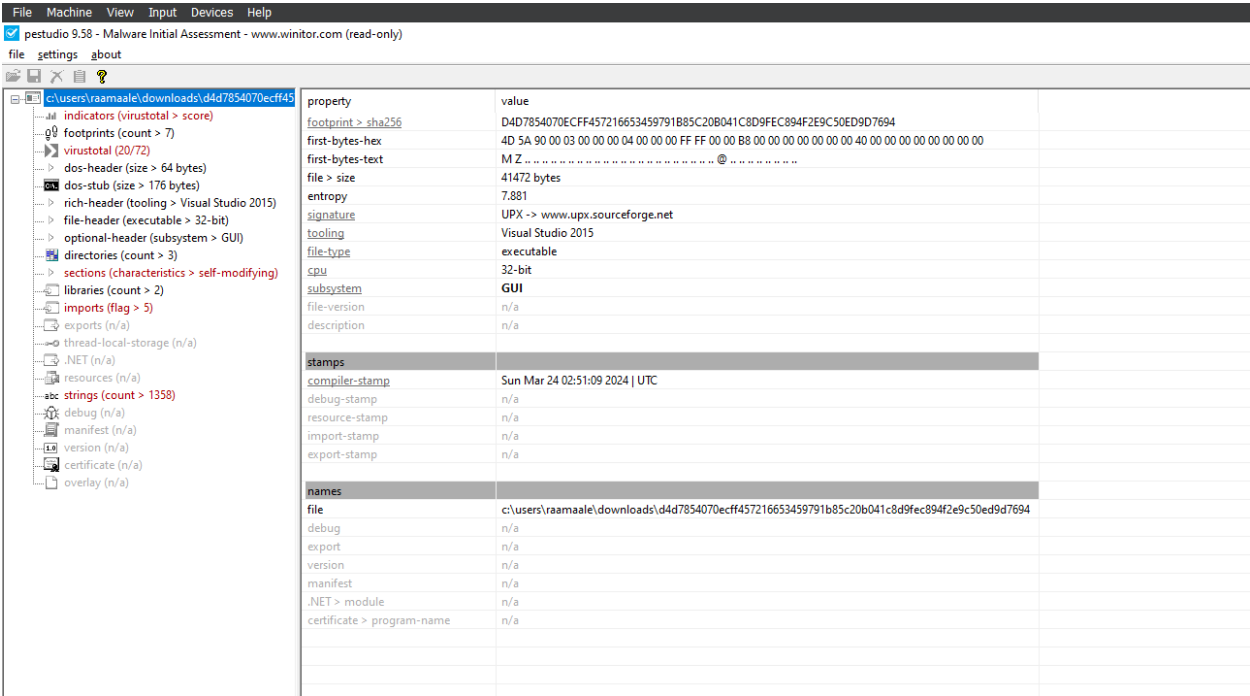 File Machine View Input Devices Help
pestudio 9.58 - Malware Initial Assessment - www.winitor.com (read-only)
file settings about
c:\users\raamaale\downloads\d4d7854070ecff45
indicators (virustotal > score)
footprints (count > 7)
virustotal (20/72)
dos-header (size > 64 bytes)
dos-stub (size > 176 bytes)
rich-header (tooling > Visual Studio 2015)
file-header (executable > 32-bit)
optional-header (subsystem > GUI)
directories (count > 3)
sections (characteristics > self-modifying)
libraries (count > 2)
imports (flag > 5)
exports (n/a)
thread-local-storage (n/a)
.NET (n/a)
resources (n/a)
abc strings (count > 1358)
debug (n/a)
manifest (n/a)
1.0 version (n/a)
certificate (n/a)
overlay (n/a)
property value
footprint > sha256 D4D7854070ECFF457216653459791B85C20B041C8D9FEC894F2E9C50ED9D7694
first-bytes-hex 4D 5A 90 00 03 00 00 00 04 00 00 00 FF FF 00 00 B8 00 00 00 00 00 00 00 40 00 00 00 00 00 00 00 00 00
first-bytes-text M Z .. .. .. .. .. .. .. .. .. .. .. .. .. .. .. .. .. .. .. .. .. .. @ .. .. .. .. .. .. .. .. ..
file > size 41472 bytes
entropy 7.881
signature UPX -> www.upx.sourceforge.net
tooling Visual Studio 2015
file-type executable
cpu 32-bit
subsystem GUI
file-version n/a
description n/a
stamps
compiler-stamp Sun Mar 24 02:51:09 2024 | UTC
debug-stamp n/a
resource-stamp n/a
import-stamp n/a
export-stamp n/a
names
file c:\users\raamaale\downloads\d4d7854070ecff457216653459791b85c20b041c8d9fec894f2e9c50ed9d7694
debug n/a
export n/a
version n/a
manifest n/a
.NET > module n/a
certificate > program-name n/a